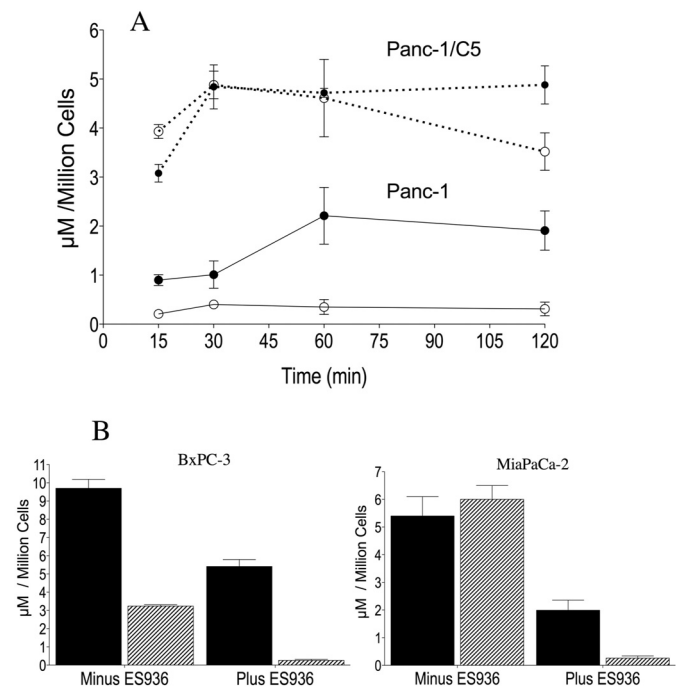 A
6
5
4
3
2
1
0
µM /Million Cells
Panc-1/C5
Panc-1
0 15 30 45 60 75 90 105 120
Time (min)
B
BxPC-3
11
10
9
8
7
6
5
4
3
2
1
0
µM / Million Cells
Minus ES936 Plus ES936
MiaPaCa-2
7
6
5
4
3
2
1
0
µM / Million Cells
Minus ES936 Plus ES936